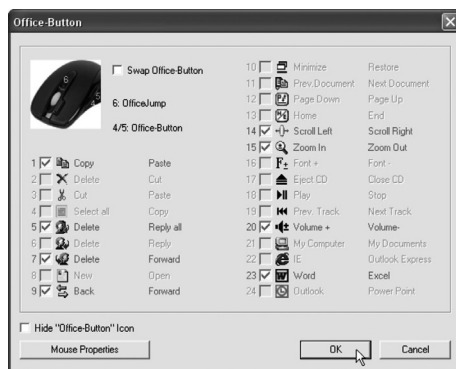 Office-Button
Swap Office-Button
6: OfficeJump
4/5: Office-Button
1 Copy Paste
2 Delete Cut
3 Cut Paste
4 Select all Copy
5 Delete Reply all
6 Delete Reply
7 Delete Forward
8 New Open
9 Back Forward
10 Minimize Restore
11 Prev.Document Next Document
12 Page Down Page Up
13 Home End
14 Scroll Left Scroll Right
15 Zoom In Zoom Out
16 Font + Font -
17 Eject CD Close CD
18 Play Stop
19 Prev. Track Next Track
20 Volume + Volume-
21 My Computer My Documents
22 IE Outlook Express
23 Word Excel
24 Outlook Power Point
Hide "Office-Button" Icon
Mouse Properties OK Cancel